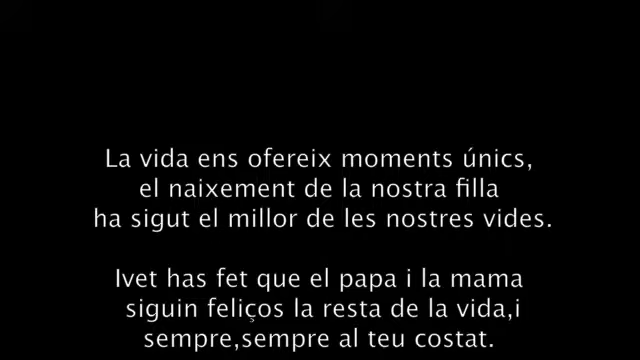 La vida ens ofereix moments únics,
el naixement de la nostra filla
ha sigut el millor de les nostres vides.
Ivet has fet que el papa i la mama
siguin feliços la resta de la vida,i
sempre,sempre al teu costat.